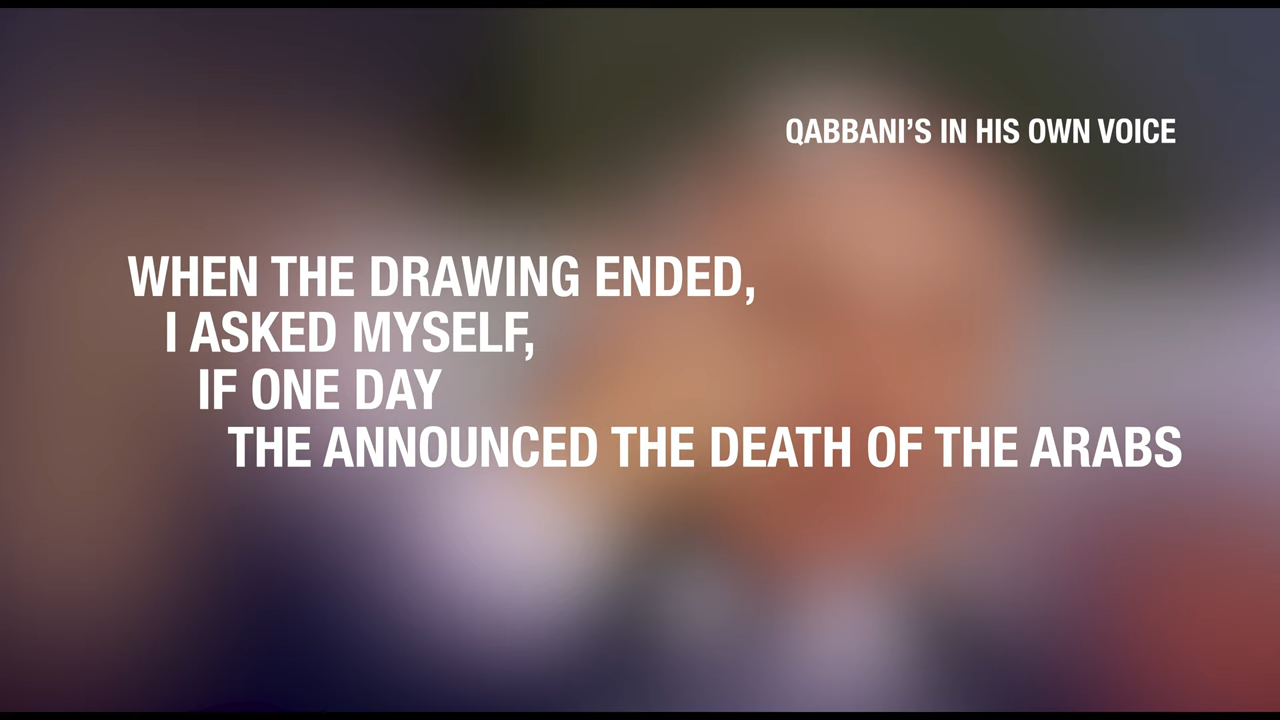 QABBANI'S IN HIS OWN VOICE
WHEN THE DRAWING ENDED,
I ASKED MYSELF,
IF ONE DAY
THE ANNOUNCED THE DEATH OF THE ARABS